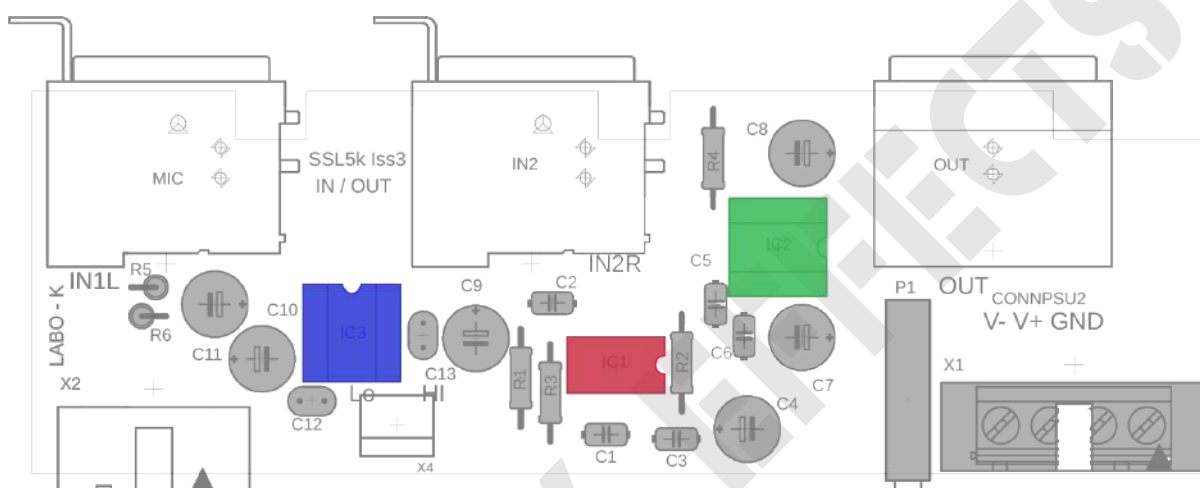 C8
R4
SSL5k Iss3
IN / OUT
MIC
IN2
OUT
IC2
IN1L
IN2R
R5
R6
C5
C2
C9
C10
C11
C13
C12
IC3
IC1
R1
R3
R2
C6
C7
C4
P1
OUT
CONNPSU2
V- V+ GND
X1
LABO - K
X2
LO
HI
C1
C3
X4
EFFECTS